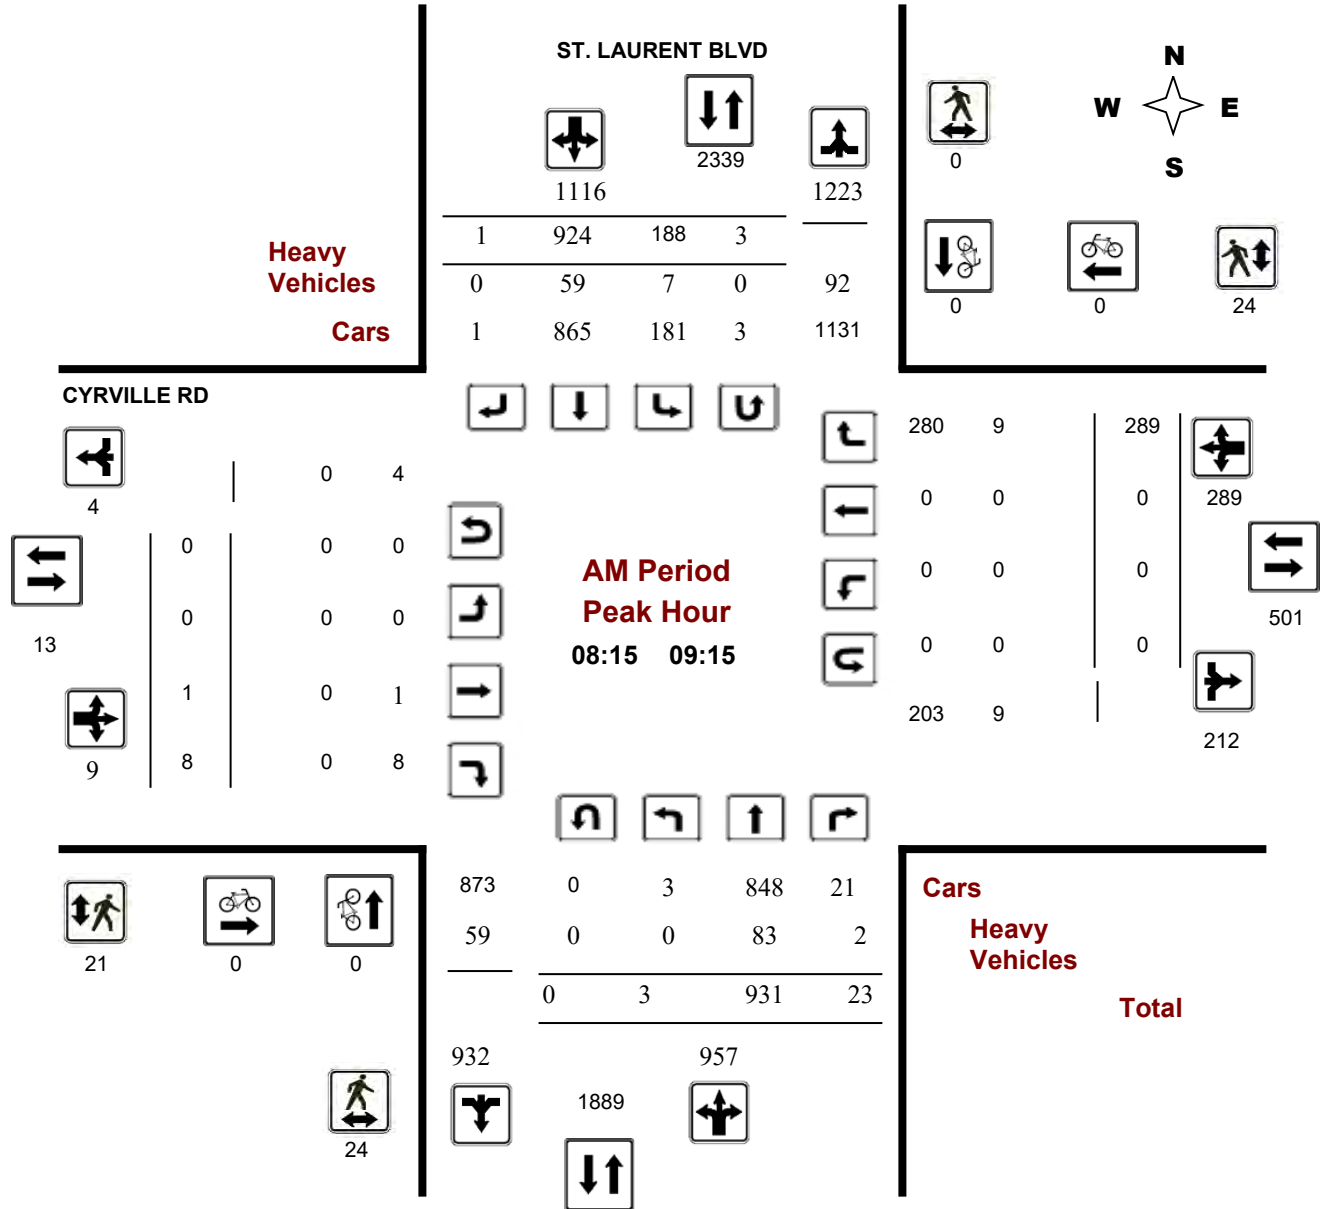 ST. LAURENT BLVD
N
W E
S
2339
0
1116 1223
1 924 188 3
Heavy
Vehicles 0 59 7 0 92
0 0 24
Cars 1 865 181 3 1131
CYRVILLE RD
280 9 289
0 4
4
0 0 0 289
0 0 0
AM Period
0 0 0
Peak Hour
0 0 0
13
501
08:15 09:15
0 0 0
1 0 1
203 9
212
9 8 0 8
873 0 3 848 21
Cars
59 0 0 83 2
Heavy
Vehicles
21 0 0
0 3 931 23
Total
932 957
1889
24